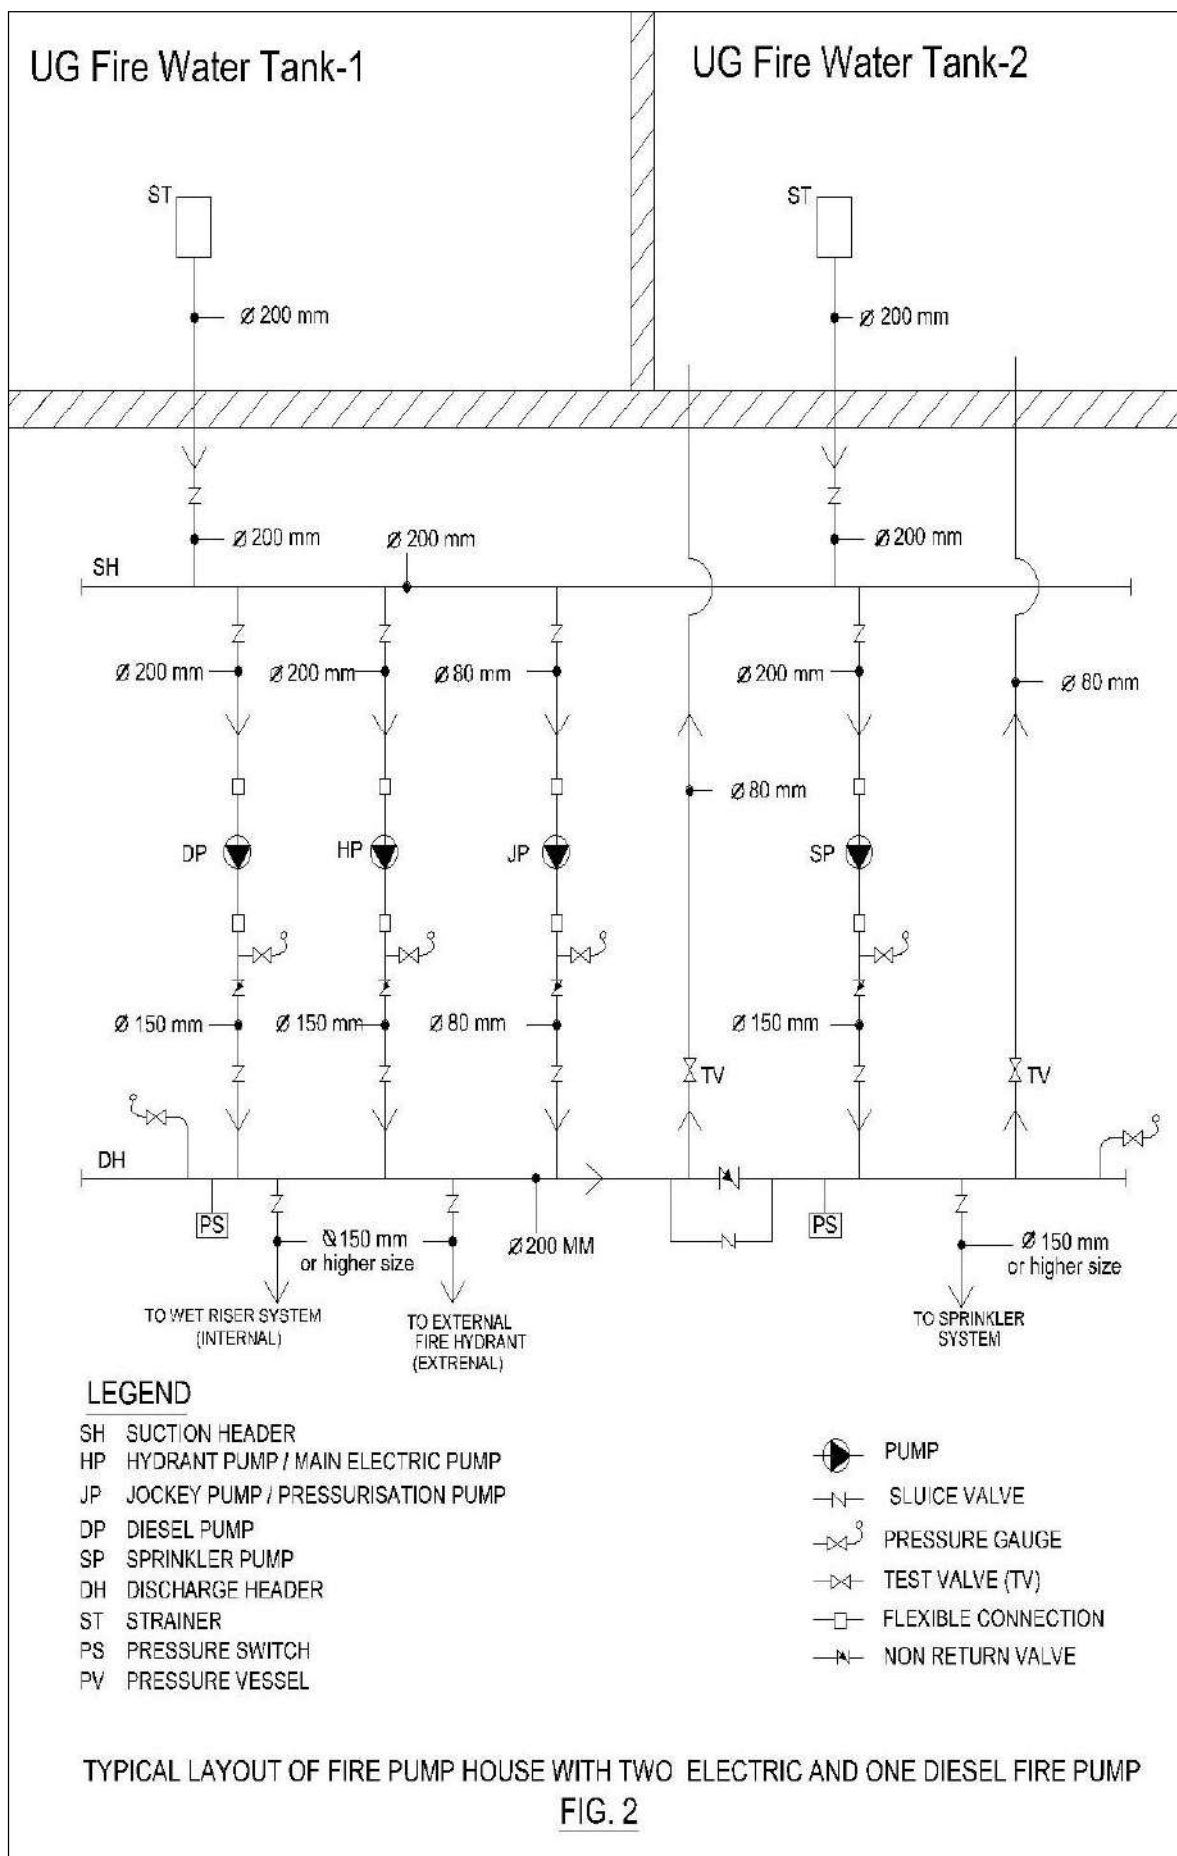 UG Fire Water Tank-1
UG Fire Water Tank-2
ST
ST
Ø 200 mm
Ø 200 mm
Ø 200 mm
Ø 200 mm
Ø 200 mm
SH
Ø 200 mm
Ø 200 mm
Ø 80 mm
Ø 200 mm
Ø 80 mm
Ø 80 mm
DP
HP
JP
SP
Ø 150 mm
Ø 150 mm
Ø 80 mm
Ø 150 mm
TV
TV
DH
PS
PS
Ø 150 mm
or higher size
Ø 200 MM
Ø 150 mm
or higher size
TO WET RISER SYSTEM
(INTERNAL)
TO EXTERNAL
FIRE HYDRANT
(EXTRENAL)
TO SPRINKLER
SYSTEM
LEGEND
SH SUCTION HEADER
HP HYDRANT PUMP / MAIN ELECTRIC PUMP
JP JOCKEY PUMP / PRESSURISATION PUMP
DP DIESEL PUMP
SP SPRINKLER PUMP
DH DISCHARGE HEADER
ST STRAINER
PS PRESSURE SWITCH
PV PRESSURE VESSEL
PUMP
SLUICE VALVE
PRESSURE GAUGE
TEST VALVE (TV)
FLEXIBLE CONNECTION
NON RETURN VALVE
TYPICAL LAYOUT OF FIRE PUMP HOUSE WITH TWO ELECTRIC AND ONE DIESEL FIRE PUMP
FIG. 2